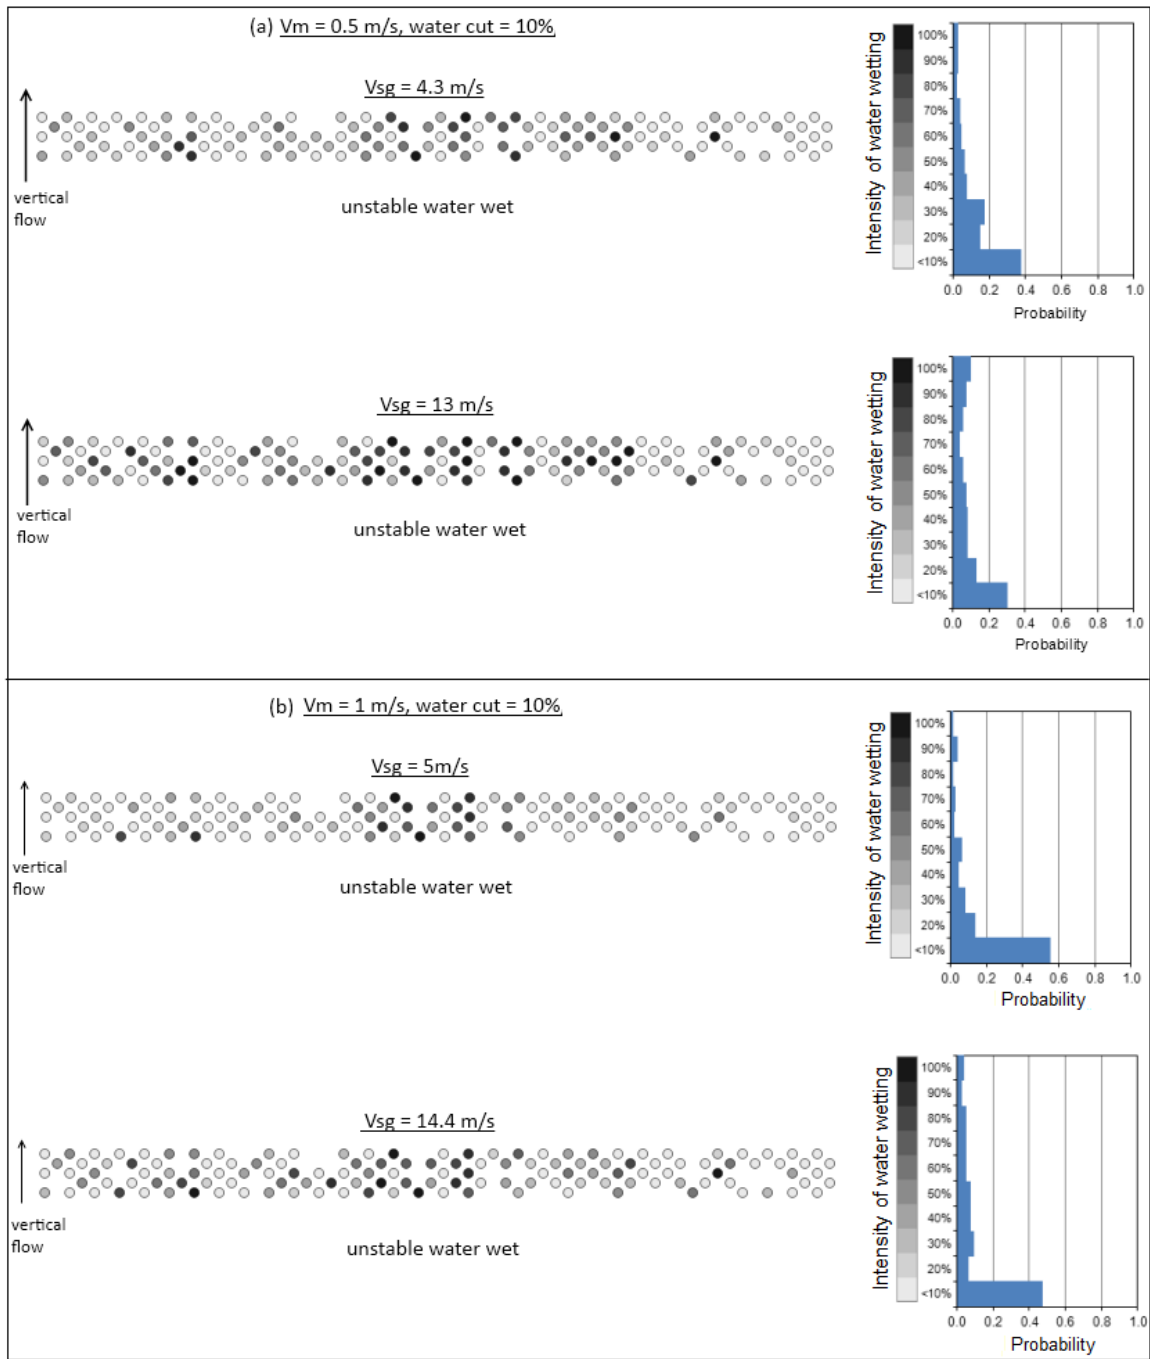 (a) Vm = 0.5 m/s, water cut = 10%
Vsg = 4.3 m/s
vertical
flow
unstable water wet
Intensity of water wetting
100%
90%
80%
70%
60%
50%
40%
30%
20%
<10%
0.0 0.2 0.4 0.6 0.8 1.0
Probability
Vsg = 13 m/s
vertical
flow
unstable water wet
Intensity of water wetting
100%
90%
80%
70%
60%
50%
40%
30%
20%
<10%
0.0 0.2 0.4 0.6 0.8 1.0
Probability
(b) Vm = 1 m/s, water cut = 10%
Vsg = 5m/s
vertical
flow
unstable water wet
Intensity of water wetting
100%
90%
80%
70%
60%
50%
40%
30%
20%
<10%
0.0 0.2 0.4 0.6 0.8 1.0
Probability
Vsg = 14.4 m/s
vertical
flow
unstable water wet
Intensity of water wetting
100%
90%
80%
70%
60%
50%
40%
30%
20%
<10%
0.0 0.2 0.4 0.6 0.8 1.0
Probability